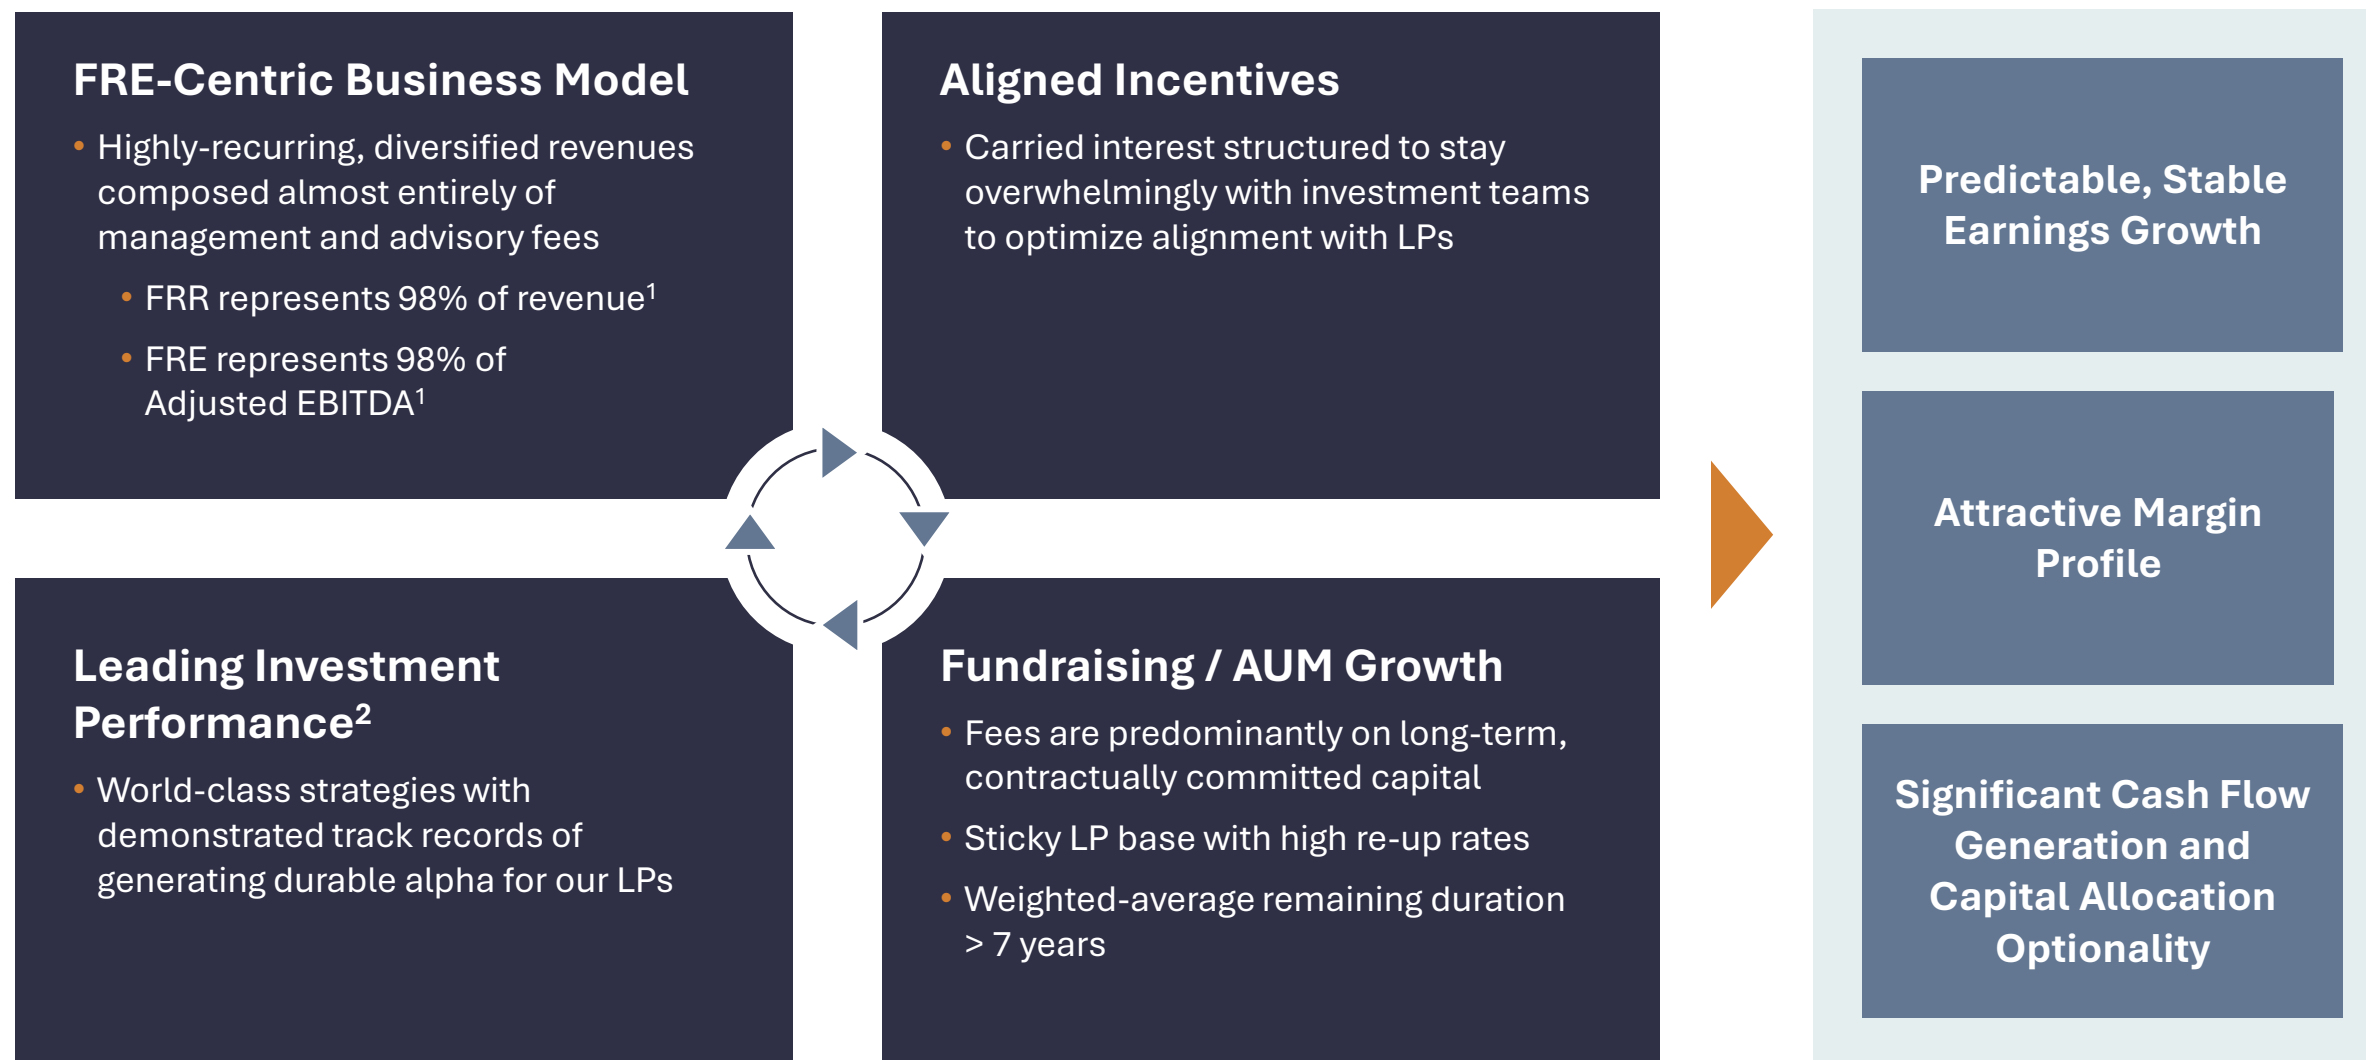 FRE-Centric Business Model
• Highly-recurring, diversified revenues
composed almost entirely of
management and advisory fees
• FRR represents 98% of revenue¹
• FRE represents 98% of
Adjusted EBITDA¹
Aligned Incentives
• Carried interest structured to stay
overwhelmingly with investment teams
to optimize alignment with LPs
Leading Investment
Performance²
• World-class strategies with
demonstrated track records of
generating durable alpha for our LPs
Fundraising / AUM Growth
• Fees are predominantly on long-term,
contractually committed capital
• Sticky LP base with high re-up rates
• Weighted-average remaining duration
> 7 years
Predictable, Stable
Earnings Growth
Attractive Margin
Profile
Significant Cash Flow
Generation and
Capital Allocation
Optionality